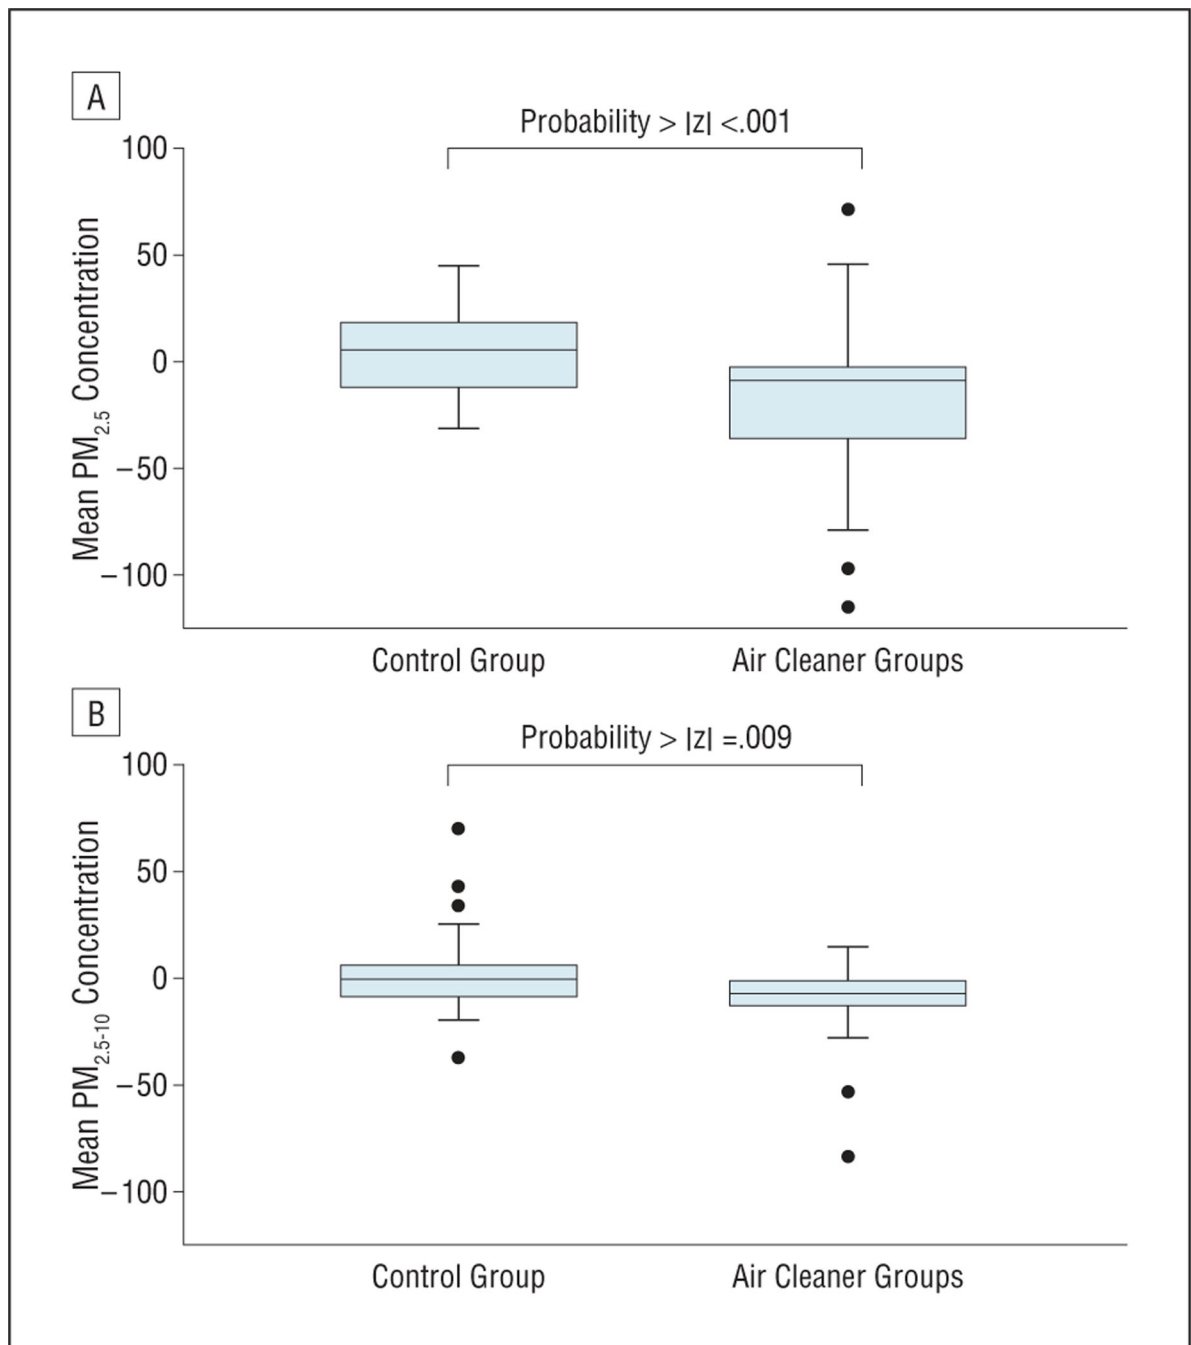 A
Probability > |z| <.001
100
50
0
−50
−100
Mean PM2.5 Concentration
Control Group
Air Cleaner Groups
B
Probability > |z| =.009
100
50
0
−50
−100
Mean PM2.5-10 Concentration
Control Group
Air Cleaner Groups